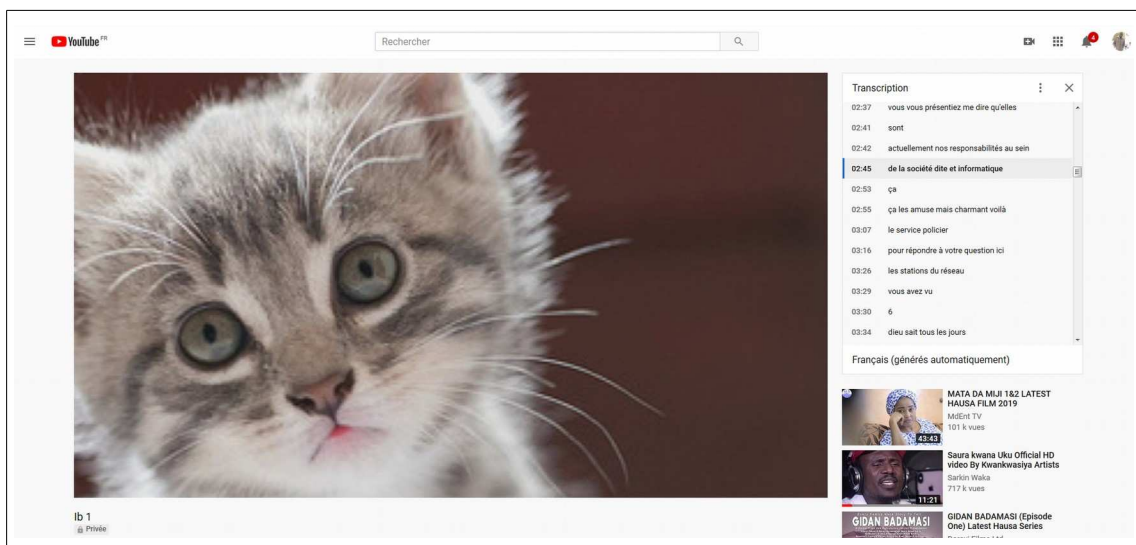 YouTube FR
Rechercher
4
Transcription
02:37 vous vous présentiez me dire qu'elles
02:41 sont
02:42 actuellement nos responsabilités au sein
02:45 de la société dite et informatique
02:53 ça
02:55 ça les amuse mais charmant voilà
03:07 le service policier
03:16 pour répondre à votre question ici
03:26 les stations du réseau
03:29 vous avez vu
03:30 6
03:34 dieu sait tous les jours
Français (générés automatiquement)
MATA DA MIJI 1&2 LATEST
HAUSA FILM 2019
MdEnt TV
101 k vues
43:43
Saura kwana Uku Official HD
video By Kwankwasiya Artists
Sarkin Waka
717 k vues
11:21
GIDAN BADAMASI
GIDAN BADAMASI (Episode
One) Latest Hausa Series
lb 1
Privée